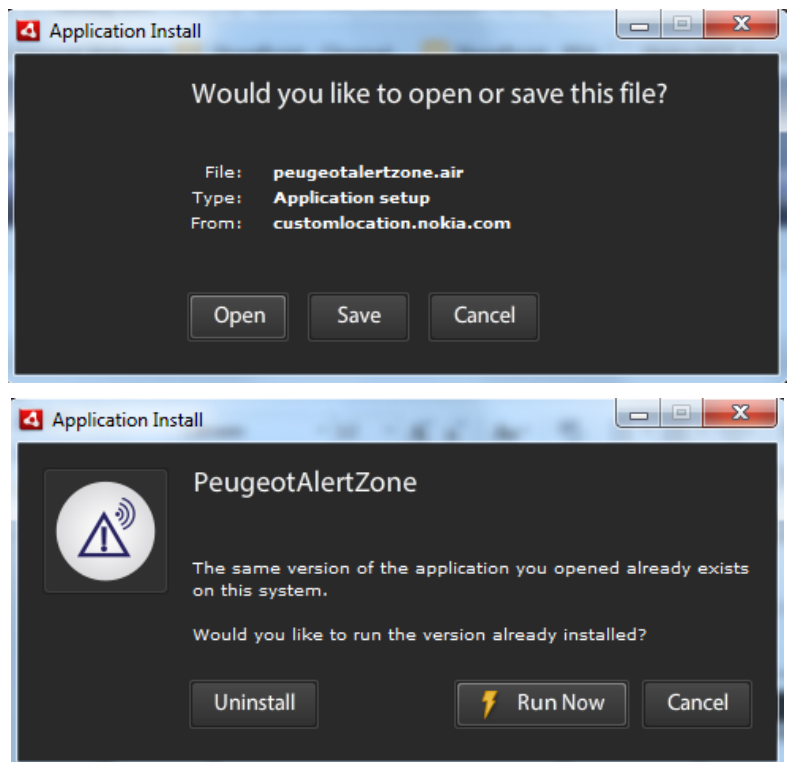 Application Install
Would you like to open or save this file?
File: peugeotalertzone.air
Type: Application setup
From: customlocation.nokia.com
Open Save Cancel
Application Install
PeugeotAlertZone
The same version of the application you opened already exists
on this system.
Would you like to run the version already installed?
Uninstall Run Now Cancel